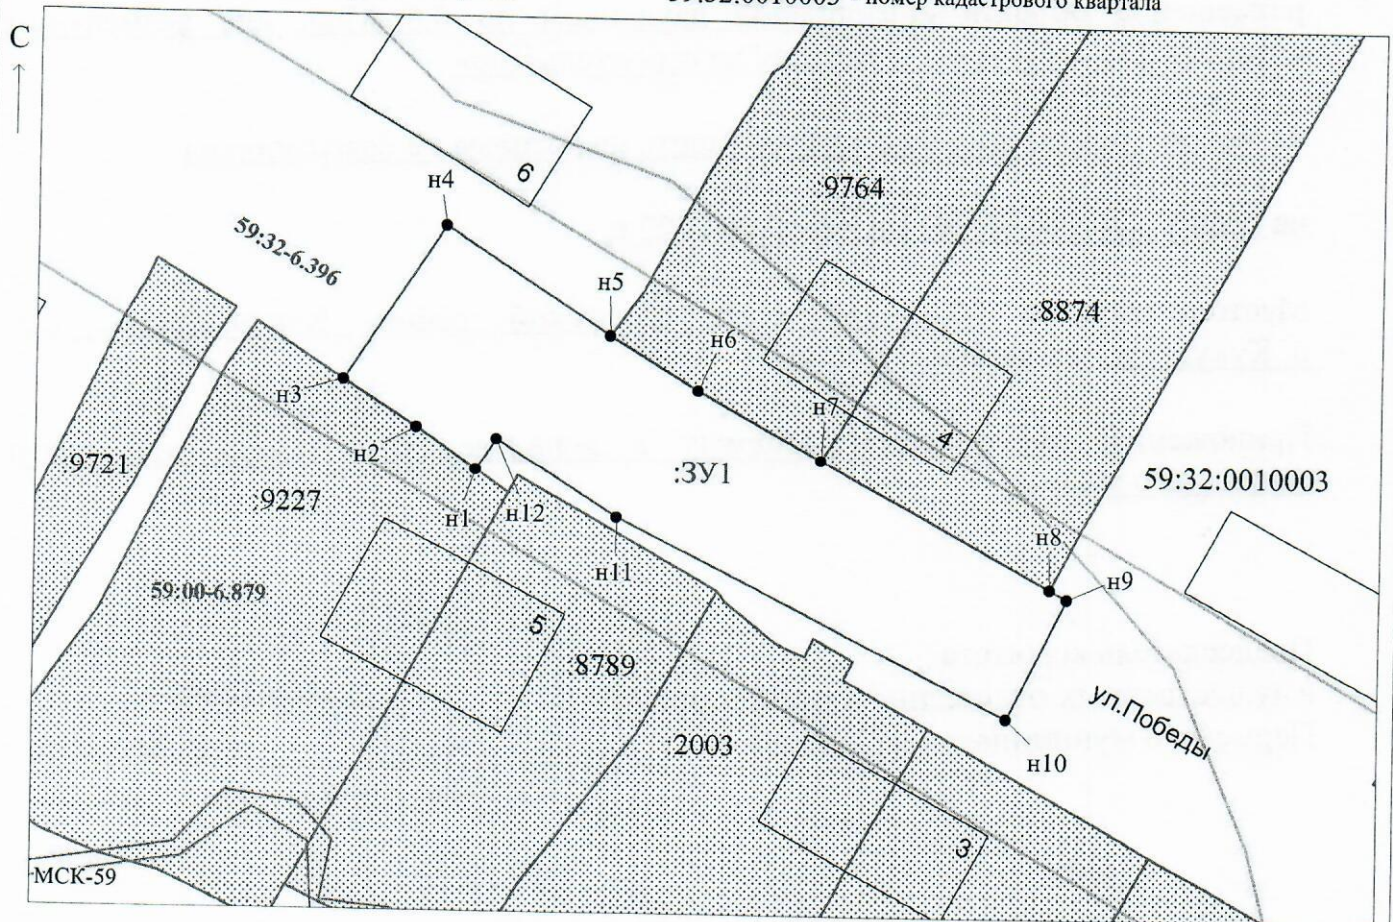 59:32:0010003 - номер кадастрового квартала
С
6
н4
:9764
59:32-6.396
н5
:8874
н6
н3
н7
4
н2
:9721
:ЗУ1
59:32:0010003
:9227
н1
н12
н8
н11
н9
59:00-6.879
5
:8789
ул.Победы
:2003
н10
3
МСК-59